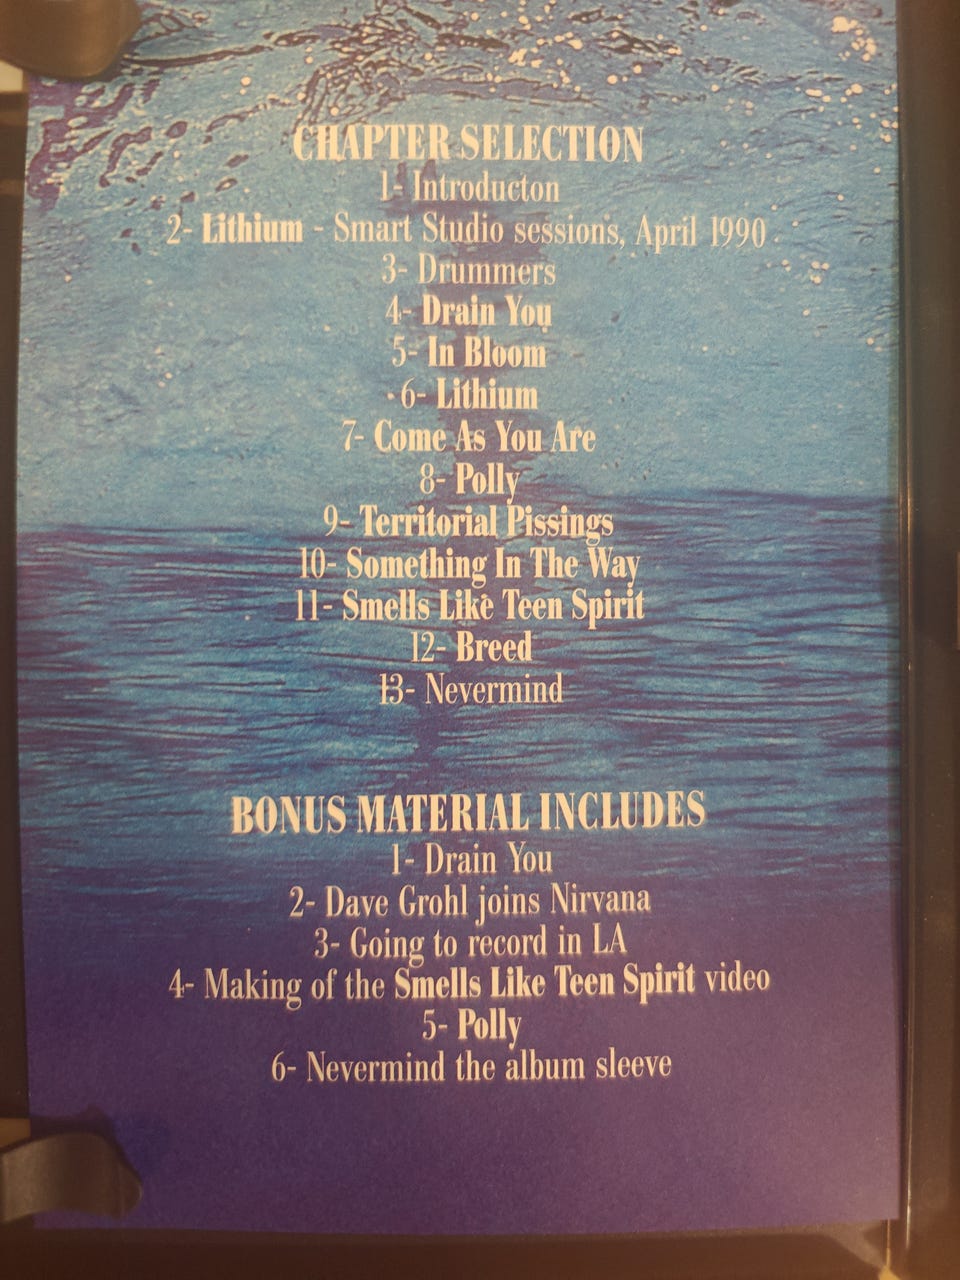 CHAPTER SELECTION
1- Introducton
2- Lithium - Smart Studio sessions, April 1990
3- Drummers
4- Drain You
5- In Bloom
6- Lithium
7- Come As You Are
8- Polly
9- Territorial Pissings
10- Something In The Way
11- Smells Like Teen Spirit
12- Breed
13- Nevermind
BONUS MATERIAL INCLUDES
1- Drain You
2- Dave Grohl joins Nirvana
3- Going to record in LA
4- Making of the Smells Like Teen Spirit video
5- Polly
6- Nevermind the album sleeve